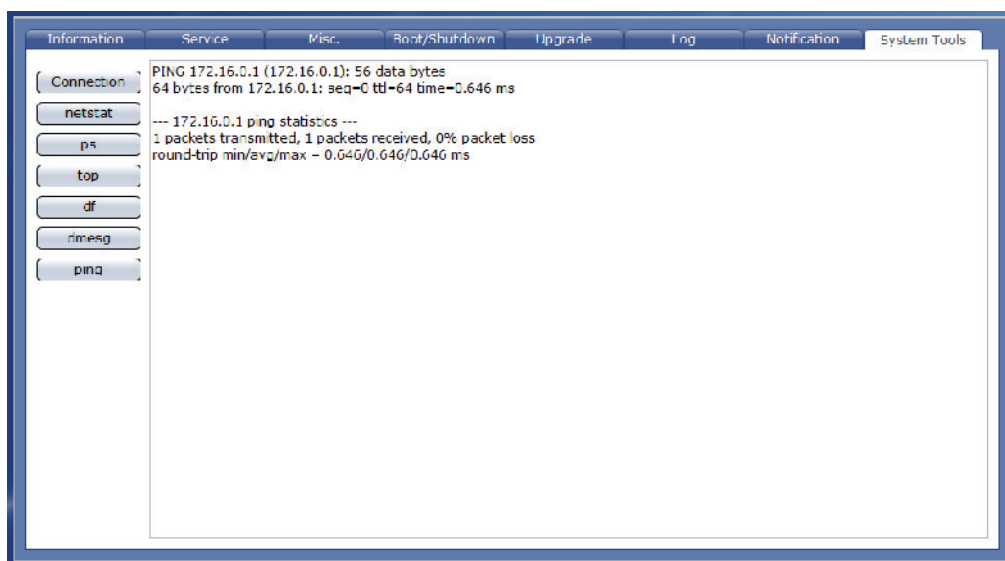 Information Service Misc. Boot/Shutdown Upgrade Log Notification System Tools
Connection
netstat
ps
top
df
dmesg
ping
PING 172.16.0.1 (172.16.0.1): 56 data bytes
64 bytes from 172.16.0.1: seq=0 ttl=64 time=0.646 ms
--- 172.16.0.1 ping statistics ---
1 packets transmitted, 1 packets received, 0% packet loss
round-trip min/avg/max = 0.646/0.646/0.646 ms